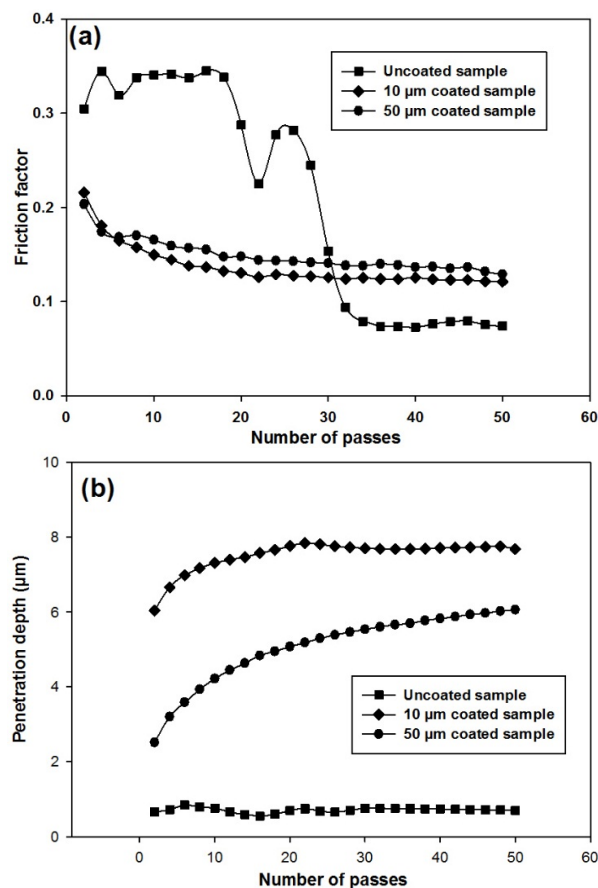 (a)
Uncoated sample
10 µm coated sample
50 µm coated sample
Friction factor
0.4
0.3
0.2
0.1
0.0
0 10 20 30 40 50 60
Number of passes
(b)
Penetration depth (µm)
10
8
6
4
2
0
Uncoated sample
10 µm coated sample
50 µm coated sample
0 10 20 30 40 50 60
Number of passes